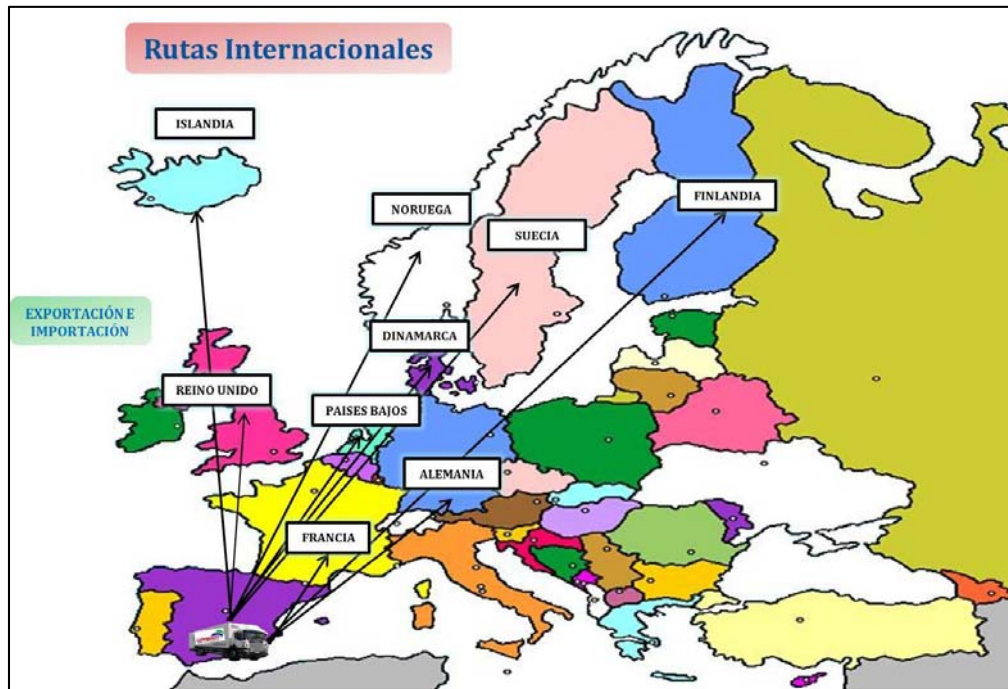 Rutas Internacionales
ISLANDIA
NORUEGA
FINLANDIA
SUECIA
EXPORTACIÓN E
IMPORTACIÓN
DINAMARCA
REINO UNIDO
PAISES BAJOS
ALEMANIA
FRANCIA